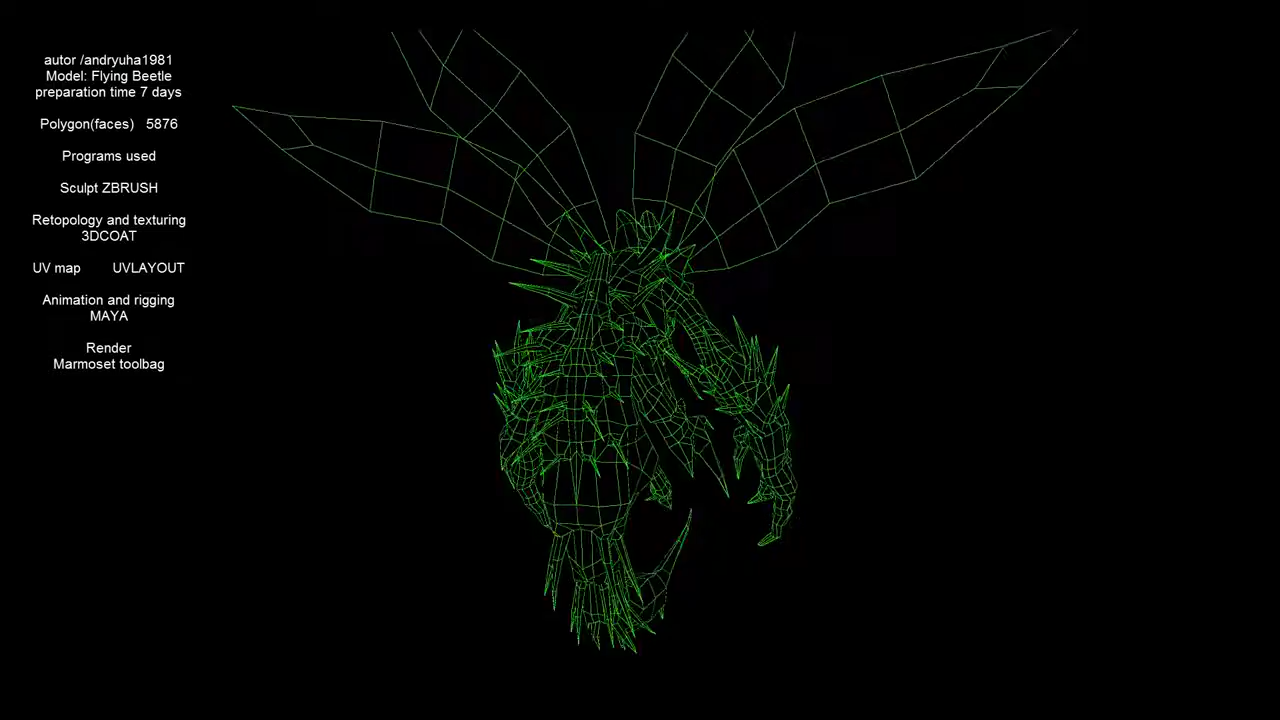 autor /andryuha1981
Model: Flying Beetle
preparation time 7 days
Polygon(faces) 5876
Programs used
Sculpt ZBRUSH
Retopology and texturing
3DCOAT
UV map UVLAYOUT
Animation and rigging
MAYA
Render
Marmoset toolbag